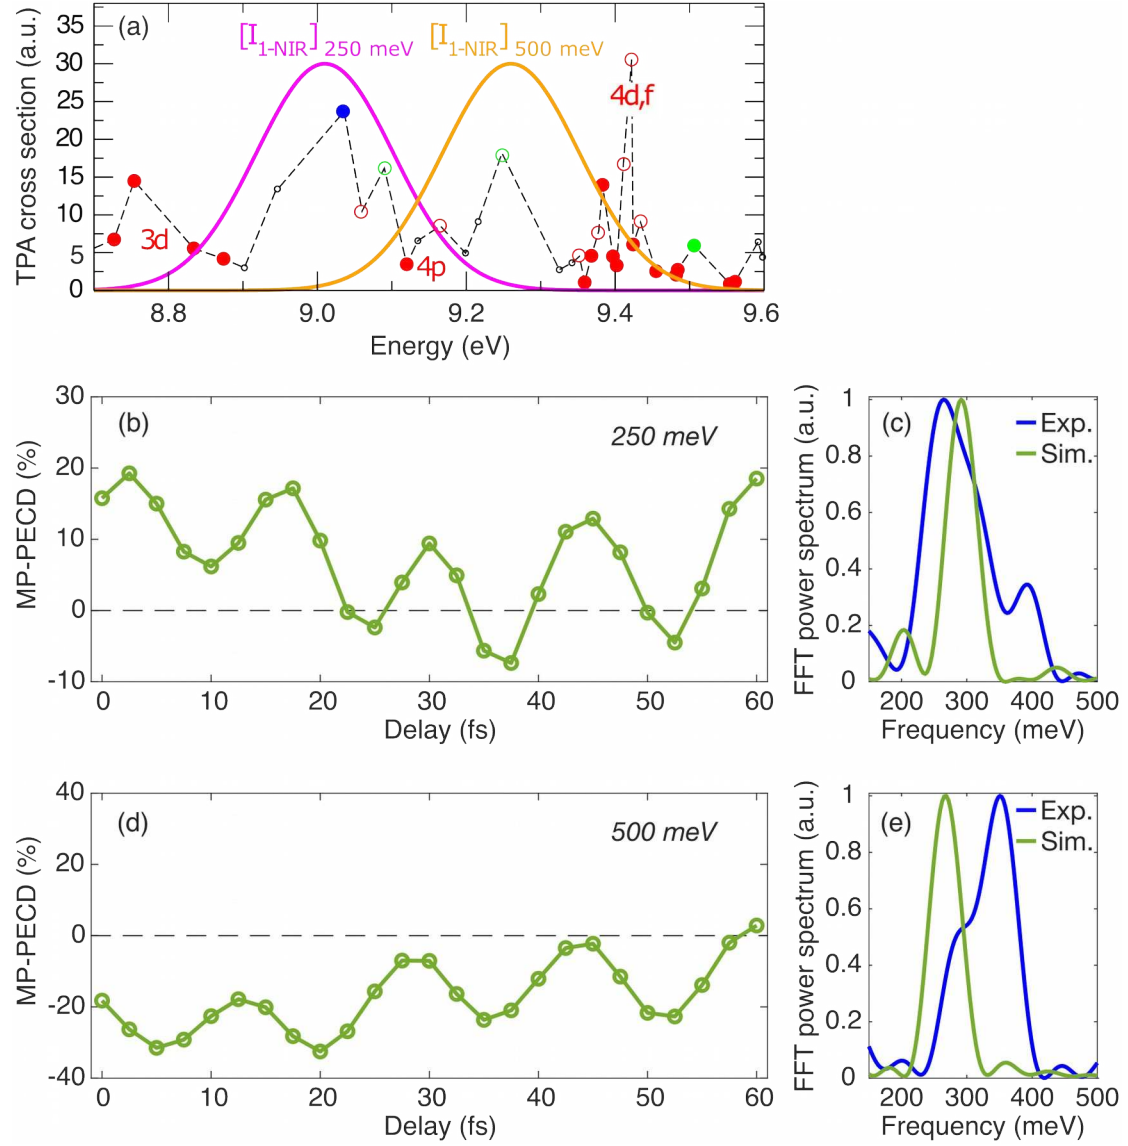 (a)
[I1-NIR] 250 meV
[I1-NIR] 500 meV
TPA cross section (a.u.)
35
30
25
20
15
10
5
0
3d
4p
4d,f
8.8 9.0 9.2 9.4 9.6
Energy (eV)
(b)
250 meV
MP-PECD (%)
30
20
10
0
-10
0 10 20 30 40 50 60
Delay (fs)
(c)
Exp.
Sim.
FFT power spectrum (a.u.)
1
0.8
0.6
0.4
0.2
0
200 300 400 500
Frequency (meV)
(d)
500 meV
MP-PECD (%)
40
20
0
-20
-40
0 10 20 30 40 50 60
Delay (fs)
(e)
Exp.
Sim.
FFT power spectrum (a.u.)
1
0.8
0.6
0.4
0.2
0
200 300 400 500
Frequency (meV)